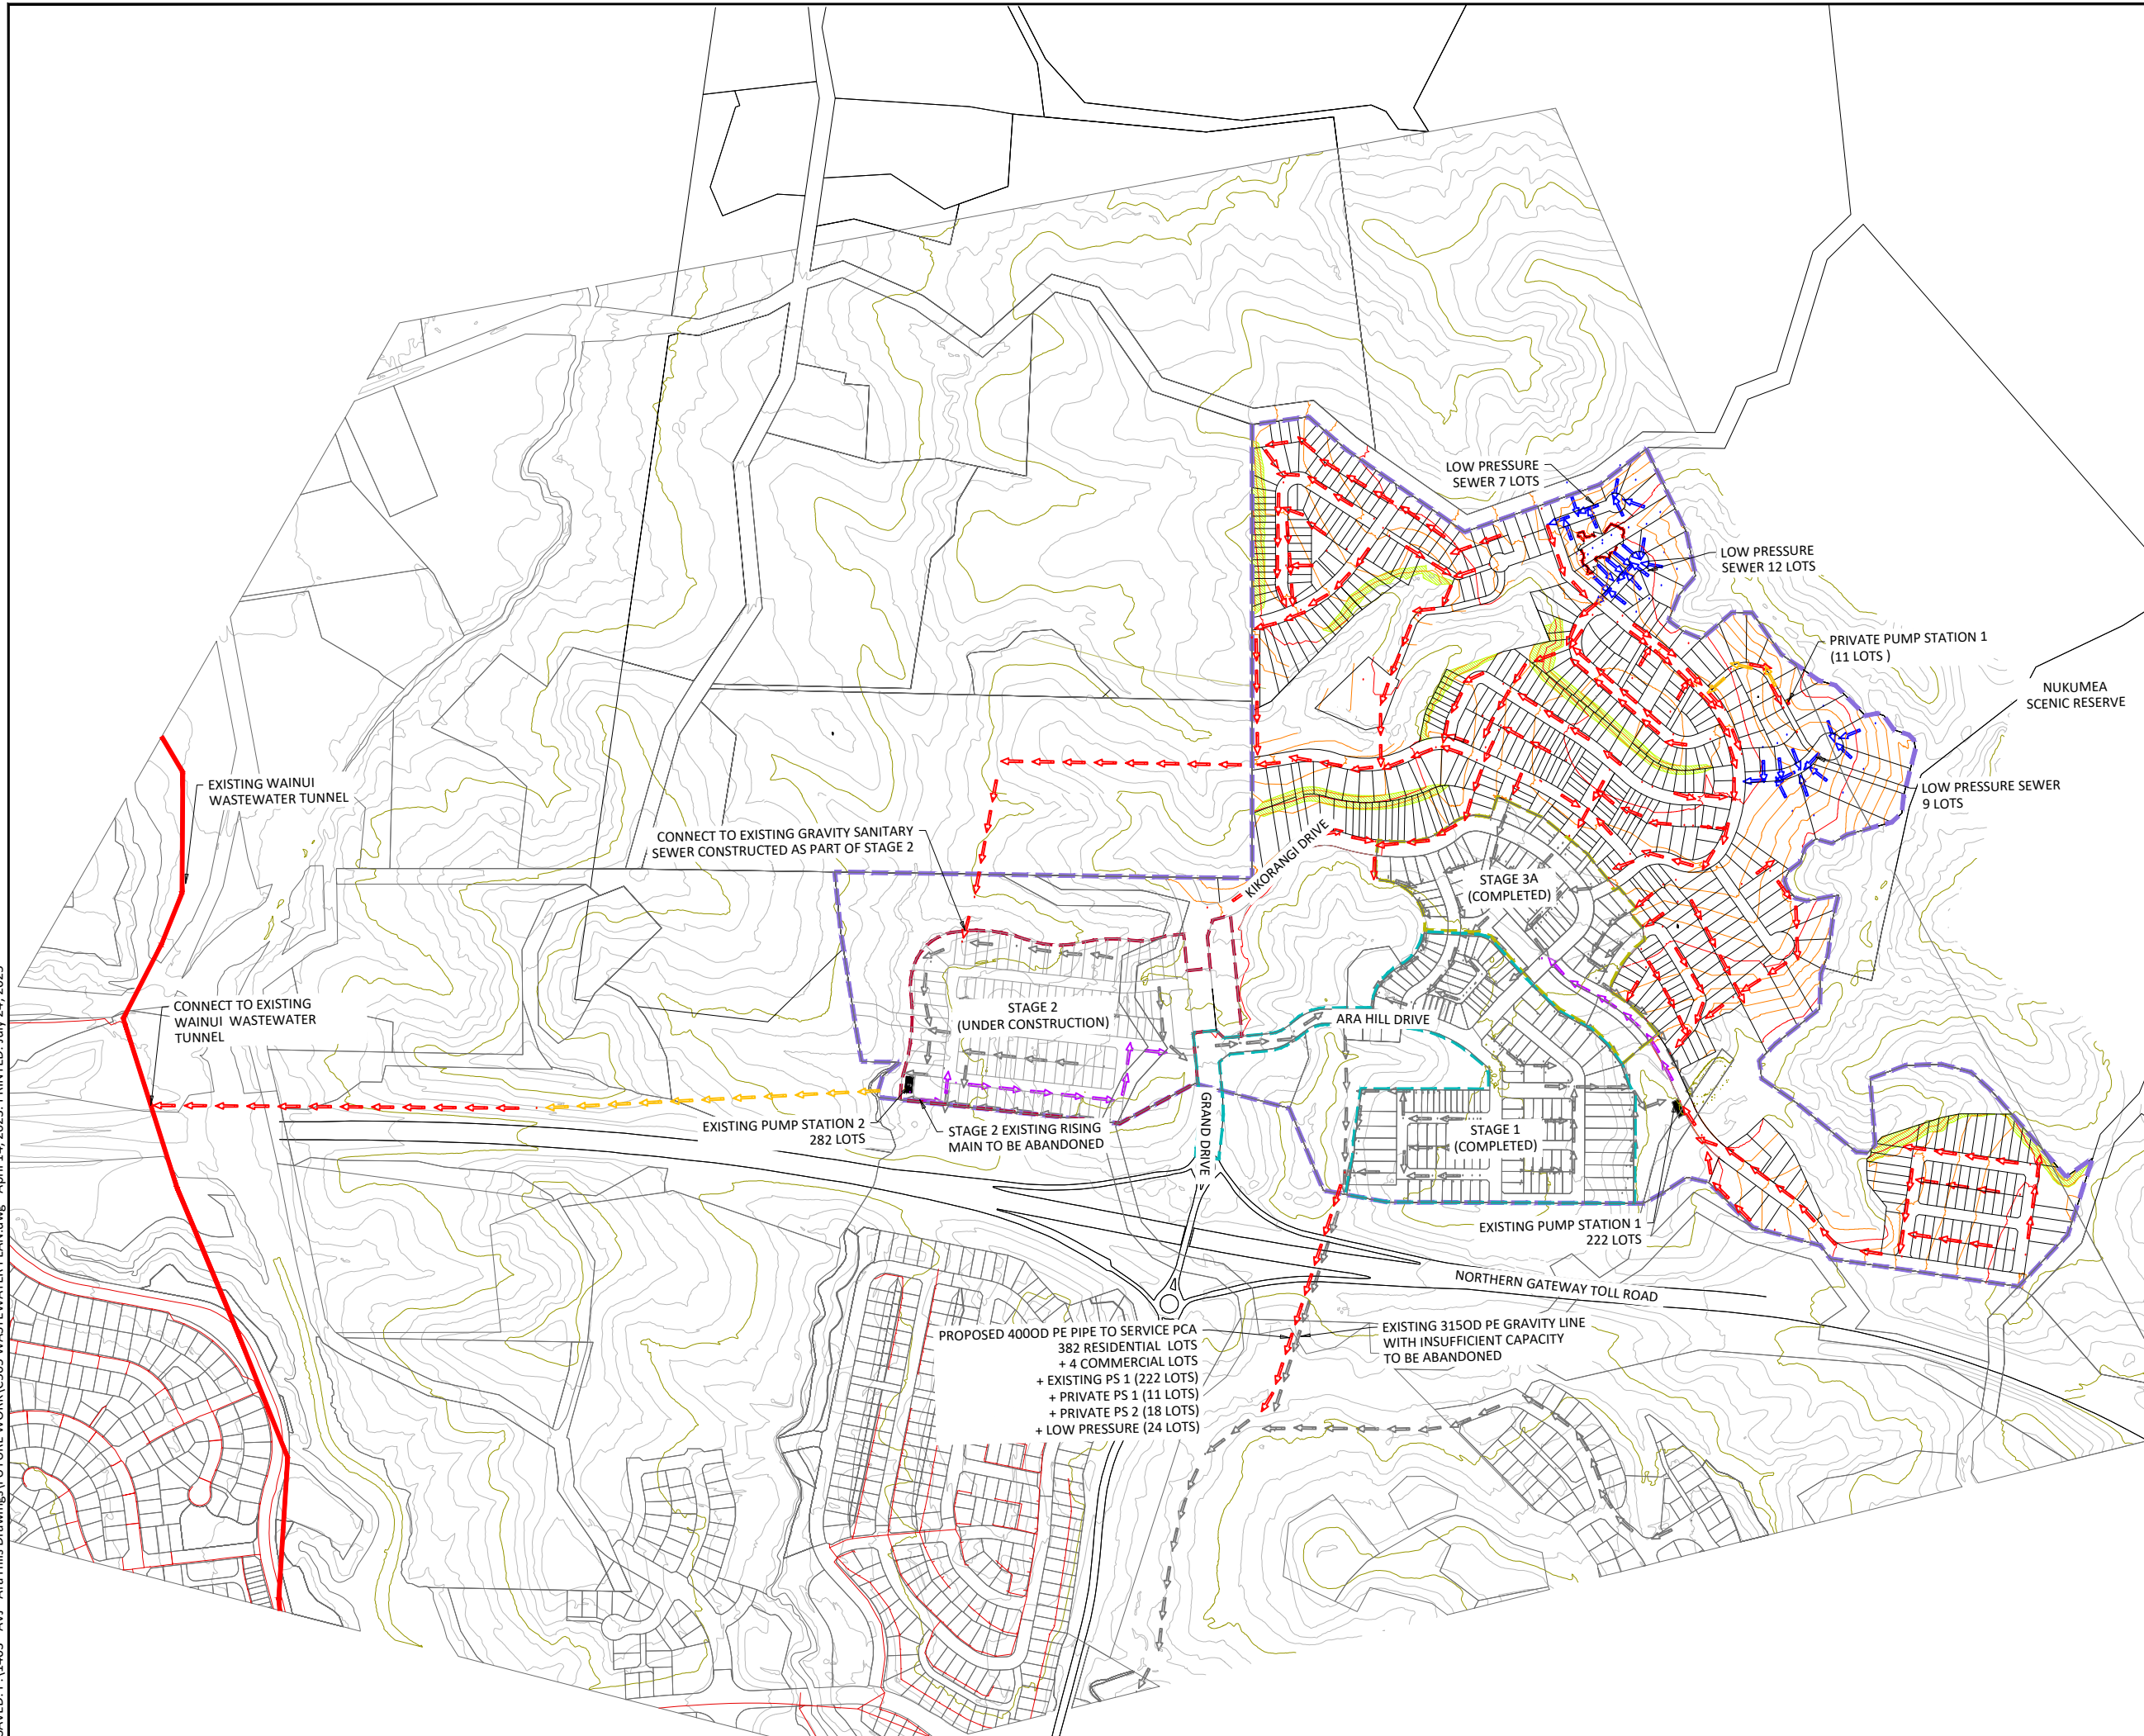 LOW PRESSURE
SEWER 7 LOTS
LOW PRESSURE
SEWER 12 LOTS
PRIVATE PUMP STATION 1
(11 LOTS )
NUKUMEA
SCENIC RESERVE
EXISTING WAINUI
WASTEWATER TUNNEL
LOW PRESSURE SEWER
9 LOTS
CONNECT TO EXISTING GRAVITY SANITARY
SEWER CONSTRUCTED AS PART OF STAGE 2
KIKORANGI DRIVE
STAGE 3A
(COMPLETED)
CONNECT TO EXISTING
WAINUI WASTEWATER
TUNNEL
STAGE 2
(UNDER CONSTRUCTION)
ARA HILL DRIVE
EXISTING PUMP STATION 2
282 LOTS
STAGE 2 EXISTING RISING
MAIN TO BE ABANDONED
GRAND DRIVE
STAGE 1
(COMPLETED)
EXISTING PUMP STATION 1
222 LOTS
NORTHERN GATEWAY TOLL ROAD
PROPOSED 400OD PE PIPE TO SERVICE PCA
382 RESIDENTIAL LOTS
+ 4 COMMERCIAL LOTS
+ EXISTING PS 1 (222 LOTS)
+ PRIVATE PS 1 (11 LOTS)
+ PRIVATE PS 2 (18 LOTS)
+ LOW PRESSURE (24 LOTS)
EXISTING 315OD PE GRAVITY LINE
WITH INSUFFICIENT CAPACITY
TO BE ABANDONED